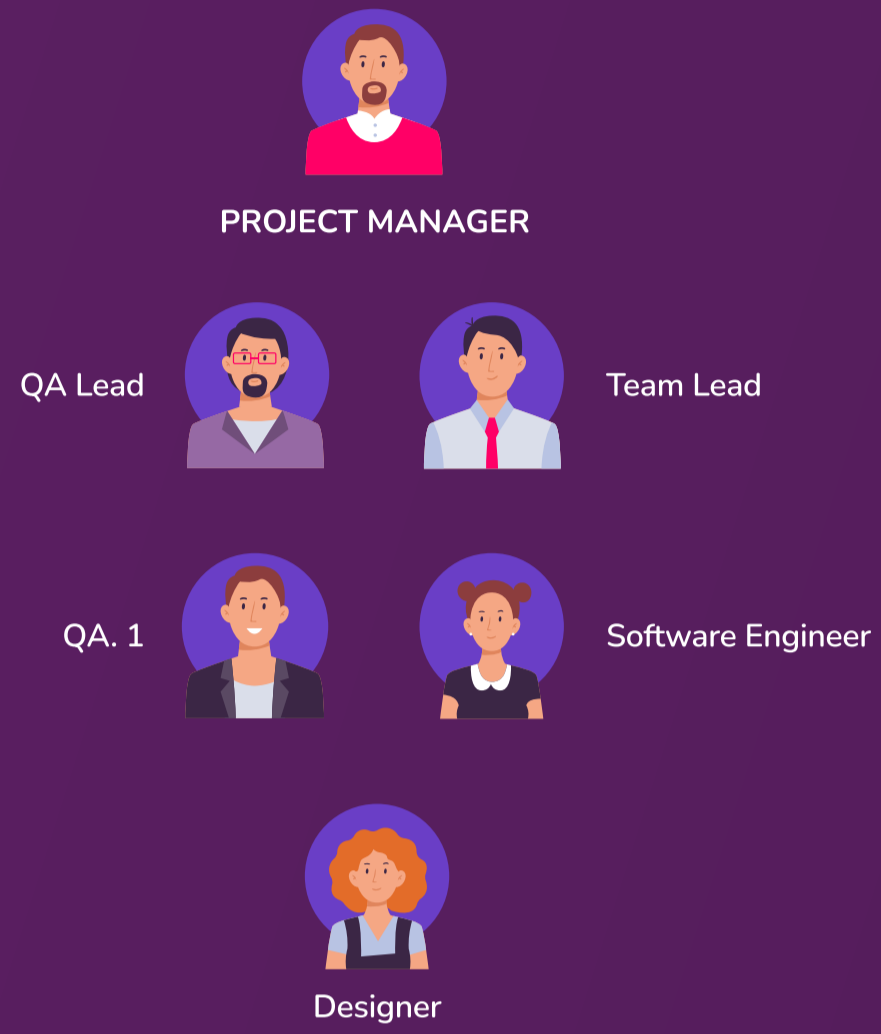 PROJECT MANAGER
QA Lead
Team Lead
QA. 1
Software Engineer
Designer